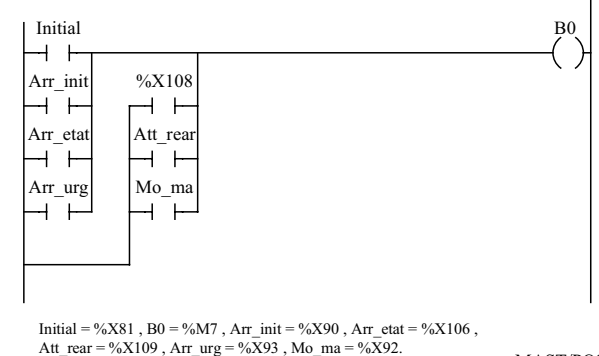 Initial B0
Arr_init %X108
Arr_etat Att_rear
Arr_urg Mo_ma
Initial = %X81 , B0 = %M7 , Arr_init = %X90 , Arr_etat = %X106 ,
Att_rear = %X109 , Arr_urg = %X93 , Mo_ma = %X92.